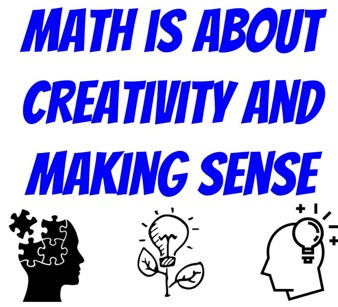 MATH IS ABOUT
CREATIVITY AND
MAKING SENSE